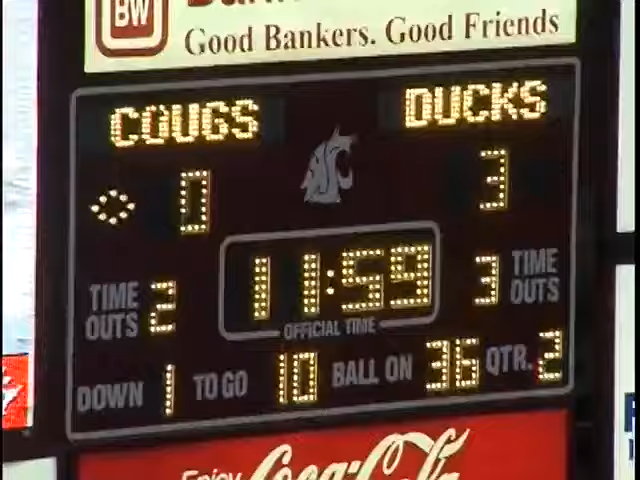 BW
Good Bankers. Good Friends
COUGS DUCKS
0 3
11:59
TIME OUTS 2 OFFICIAL TIME 3 TIME OUTS
DOWN 1 TO GO 10 BALL ON 36 QTR. 2
Enjoy Coca-Cola